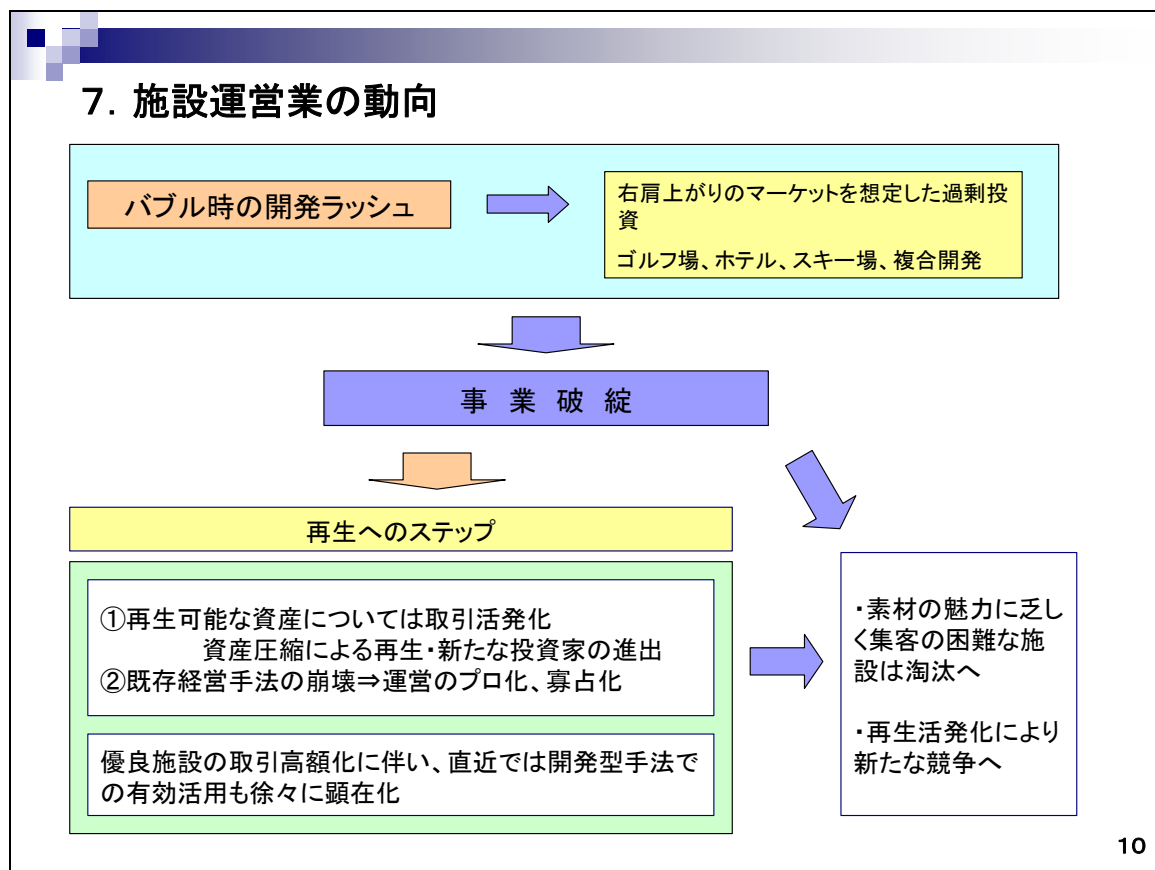 ７．施設運営業の動向
バブル時の開発ラッシュ
右肩上がりのマーケットを想定した過剰投
資
ゴルフ場、ホテル、スキー場、複合開発
事 業 破 綻
再生へのステップ
①再生可能な資産については取引活発化
資産圧縮による再生・新たな投資家の進出
②既存経営手法の崩壊⇒運営のプロ化、寡占化
優良施設の取引高額化に伴い、直近では開発型手法で
の有効活用も徐々に顕在化
・素材の魅力に乏し
く集客の困難な施
設は淘汰へ
・再生活発化により
新たな競争へ
10